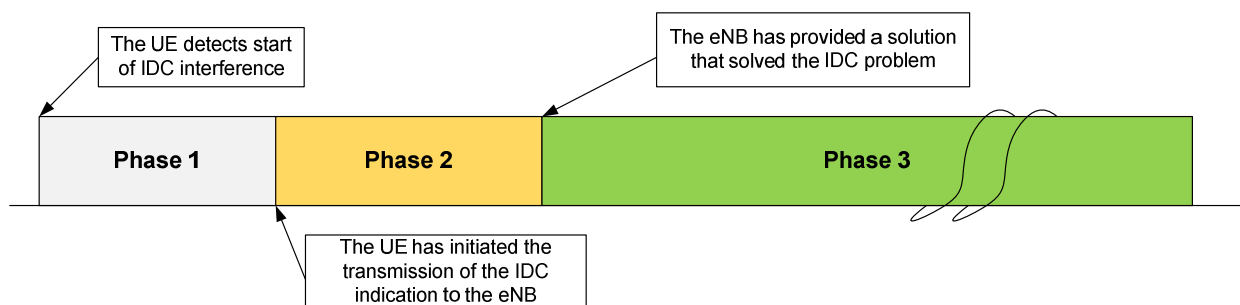 The UE detects start
of IDC interference
The eNB has provided a solution
that solved the IDC problem
Phase 1
Phase 2
Phase 3
The UE has initiated the
transmission of the IDC
indication to the eNB